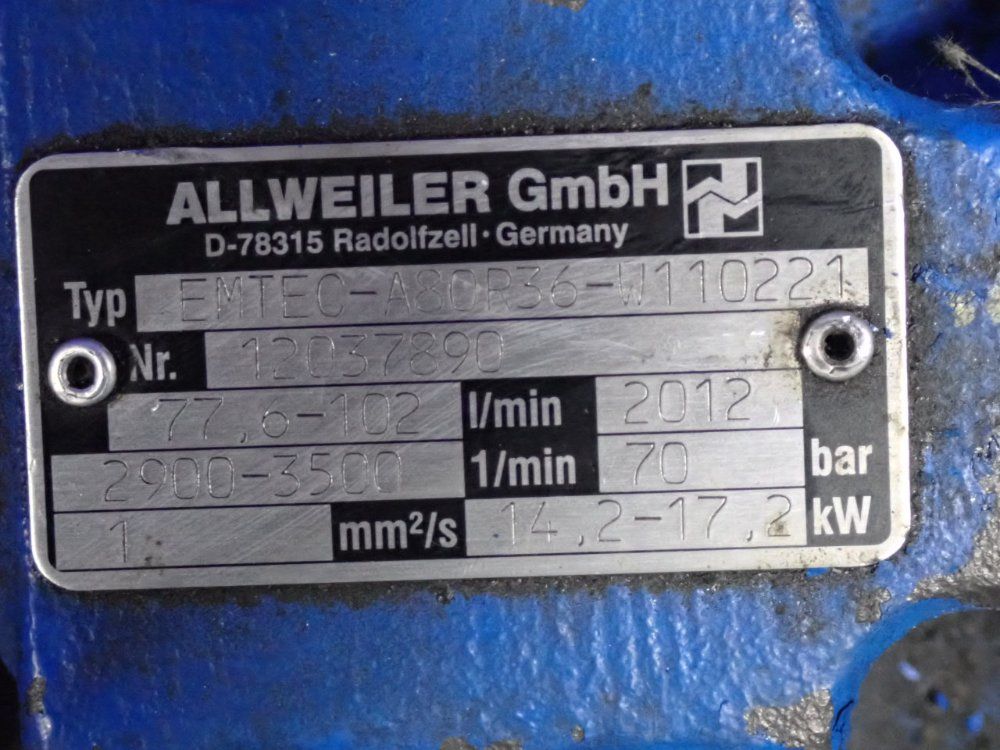 ALLWEILER GmbH
D-78315 Radolfzell · Germany
Typ EMTEC-A80R36-W110221
Nr. 12037890
77,6-102 l/min 2012
2900-3500 1/min 70 bar
1 mm²/s 14,2-17,2 kW